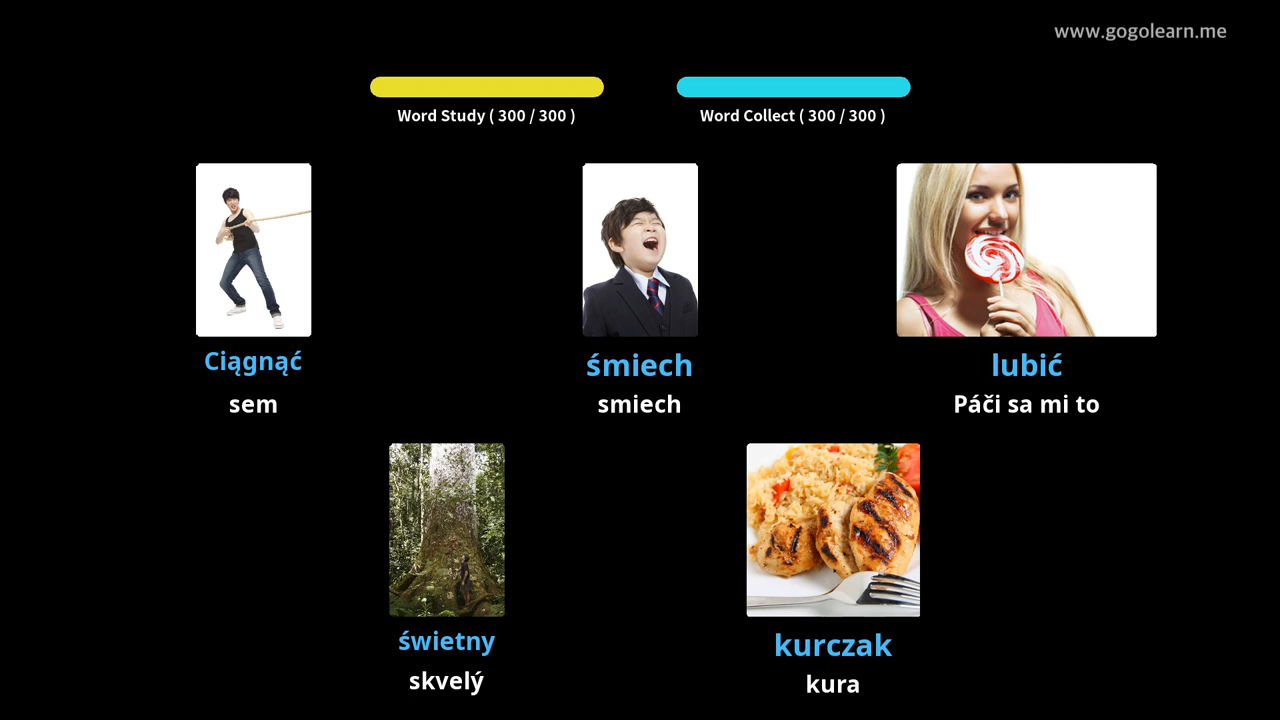 www.gogolearn.me
Word Study ( 300 / 300 )
Word Collect ( 300 / 300 )
Ciągnąć
śmiech
lubić
sem
smiech
Páči sa mi to
świetny
kurczak
skvelý
kura